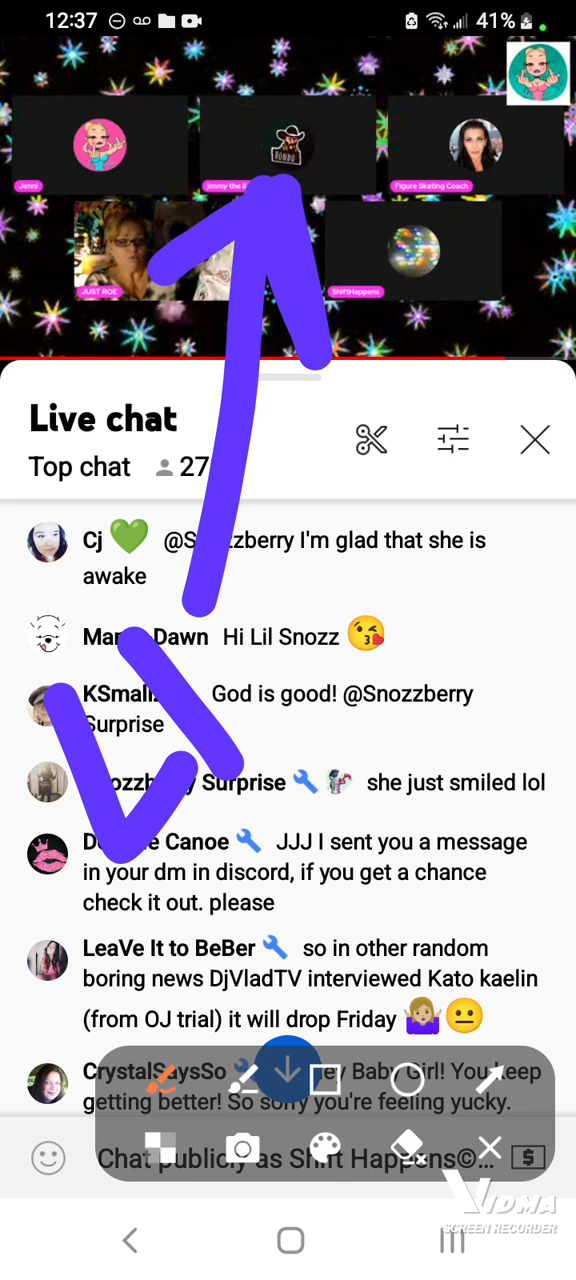 12:37
41%
Jenni
Jimmy the B
Figure Skating Coach
BONDO
JUST ROE
ShiftHappens
Live chat
Top chat 27
Cj 💚 @S zzberry I'm glad that she is
awake
Mar Dawn Hi Lil Snozz 😘
KSmall God is good! @Snozzberry
Surprise
ozzb y Surprise 🔧 she just smiled lol
D e Canoe 🔧 JJJ I sent you a message
in your dm in discord, if you get a chance
check it out. please
LeaVe It to BeBer 🔧 so in other random
boring news DjVladTV interviewed Kato kaelin
(from OJ trial) it will drop Friday 🤷🏼‍♀️😐
CrystalSaysSo 🔧 ey Baby Girl! You keep
getting better! So sorry you're feeling yucky.
Chat publicly as Shift Happens©...
VIDMA
SCREEN RECORDER